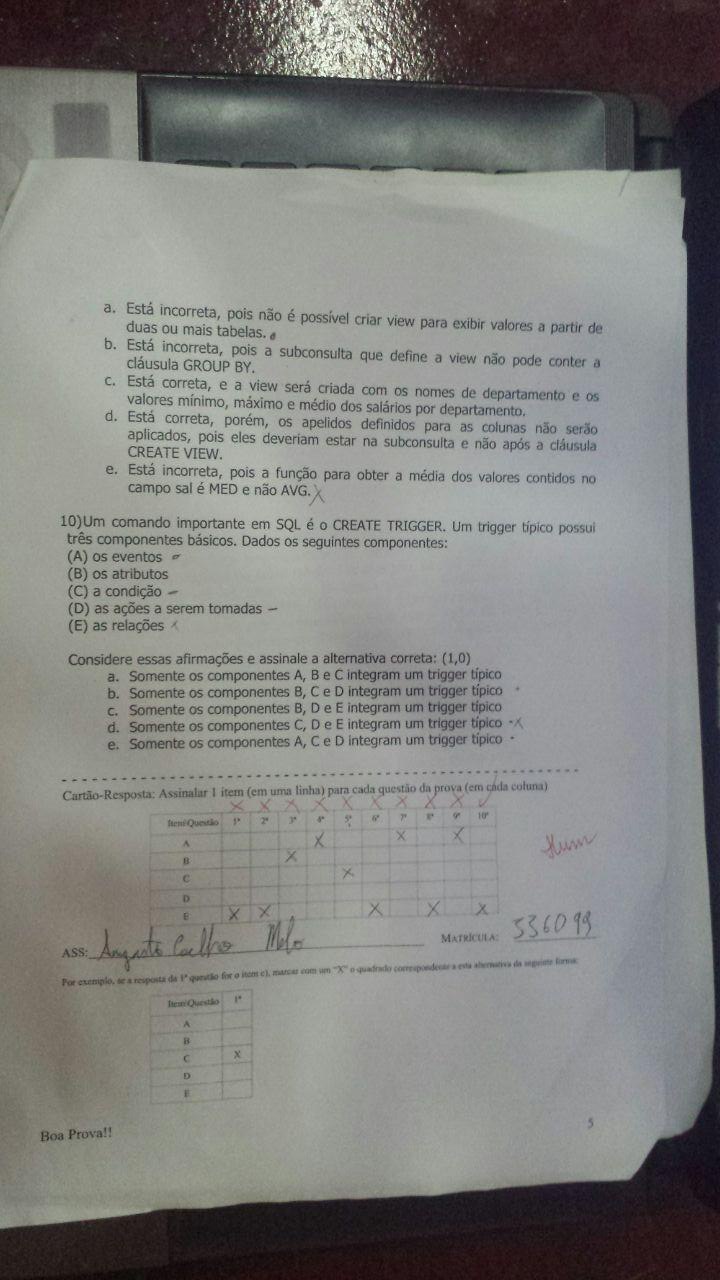 a. Está incorreta, pois não é possível criar view para exibir valores a partir de
duas ou mais tabelas.
b. Está incorreta, pois a subconsulta que define a view não pode conter a
cláusula GROUP BY.
c. Está correta, e a view será criada com os nomes de departamento e os
valores mínimo, máximo e médio dos salários por departamento.
d. Está correta, porém, os apelidos definidos para as colunas não serão
aplicados, pois eles deveriam estar na subconsulta e não após a cláusula
CREATE VIEW.
e. Está incorreta, pois a função para obter a média dos valores contidos no
campo sal é MED e não AVG. X
10)Um comando importante em SQL é o CREATE TRIGGER. Um trigger típico possui
três componentes básicos. Dados os seguintes componentes:
(A) os eventos
(B) os atributos
(C) a condição –
(D) as ações a serem tomadas –
(E) as relações x
Considere essas afirmações e assinale a alternativa correta: (1,0)
a. Somente os componentes A, B e C integram um trigger típico
b. Somente os componentes B, C e D integram um trigger típico
c. Somente os componentes B, D e E integram um trigger típico
d. Somente os componentes C, D e E integram um trigger típico -X
e. Somente os componentes A, C e D integram um trigger típico -
Cartão-Resposta: Assinalar 1 item (em uma linha) para cada questão da prova (em cada coluna)
X X X X X X X X X ✓
Item\Questão 1ª 2ª 3ª 4ª 5ª 6ª 7ª 8ª 9ª 10ª
A X X X
B X
C X
D
E X X X X X
ASS: Augusto Coelho Melo MATRÍCULA: 336099
Por exemplo, se a resposta da 1ª questão for o item c), marcar com um "X" o quadrado correspondente a esta alternativa da seguinte forma:
Item\Questão 1ª
A
B
C X
D
E
Boa Prova!!
5